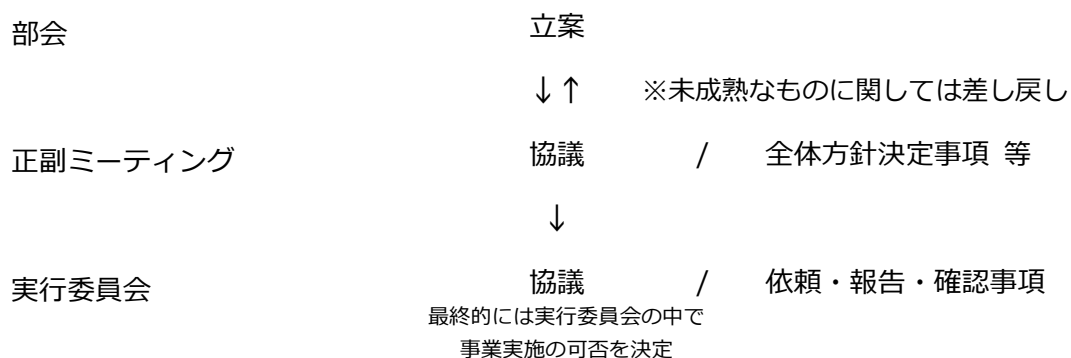 部会 立案
↓↑ ※未成熟なものに関しては差し戻し
正副ミーティング 協議 / 全体方針決定事項 等
↓
実行委員会 協議 / 依頼・報告・確認事項
最終的には実行委員会の中で
事業実施の可否を決定